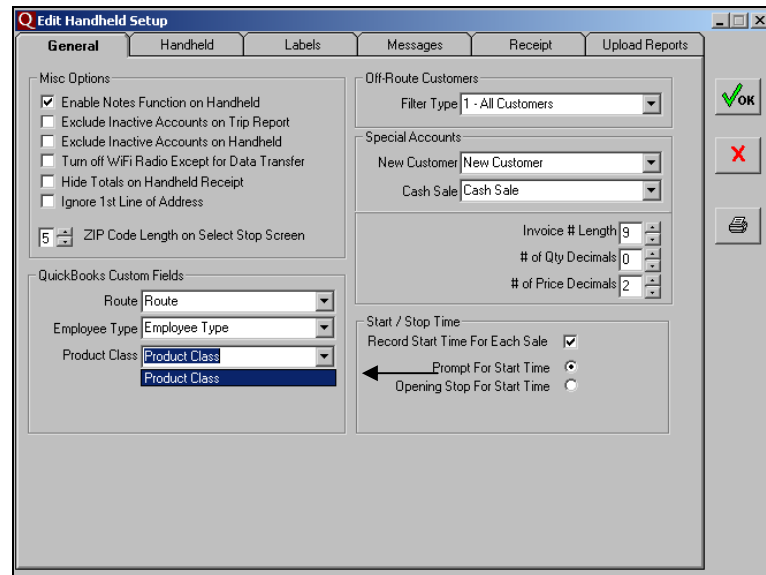 Edit Handheld Setup
General Handheld Labels Messages Receipt Upload Reports
Misc Options
Enable Notes Function on Handheld
Exclude Inactive Accounts on Trip Report
Exclude Inactive Accounts on Handheld
Turn off WiFi Radio Except for Data Transfer
Hide Totals on Handheld Receipt
Ignore 1st Line of Address
5 ZIP Code Length on Select Stop Screen
QuickBooks Custom Fields
Route Route
Employee Type Employee Type
Product Class Product Class
Product Class
Off-Route Customers
Filter Type 1 - All Customers
Special Accounts
New Customer New Customer
Cash Sale Cash Sale
Invoice # Length 9
# of Qty Decimals 0
# of Price Decimals 2
Start / Stop Time
Record Start Time For Each Sale
Prompt For Start Time
Opening Stop For Start Time
OK